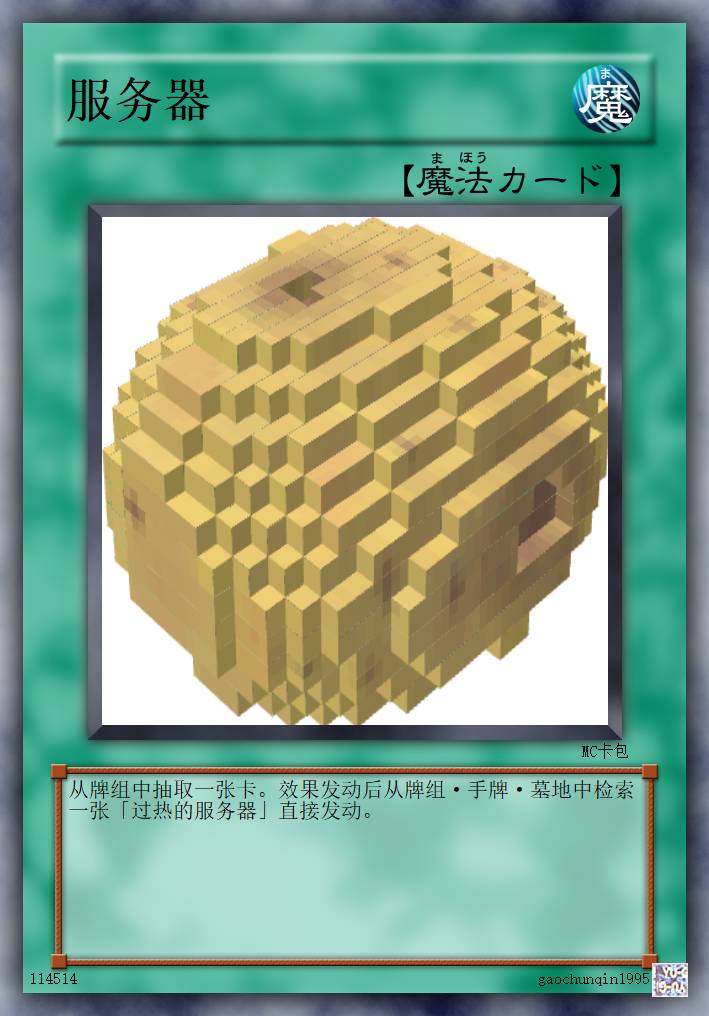 服务器
魔
ま
【魔法カード】
ま ほう
MC卡包
从牌组中抽取一张卡。效果发动后从牌组·手牌·墓地中检索
一张「过热的服务器」直接发动。
114514
gaochunqin1995